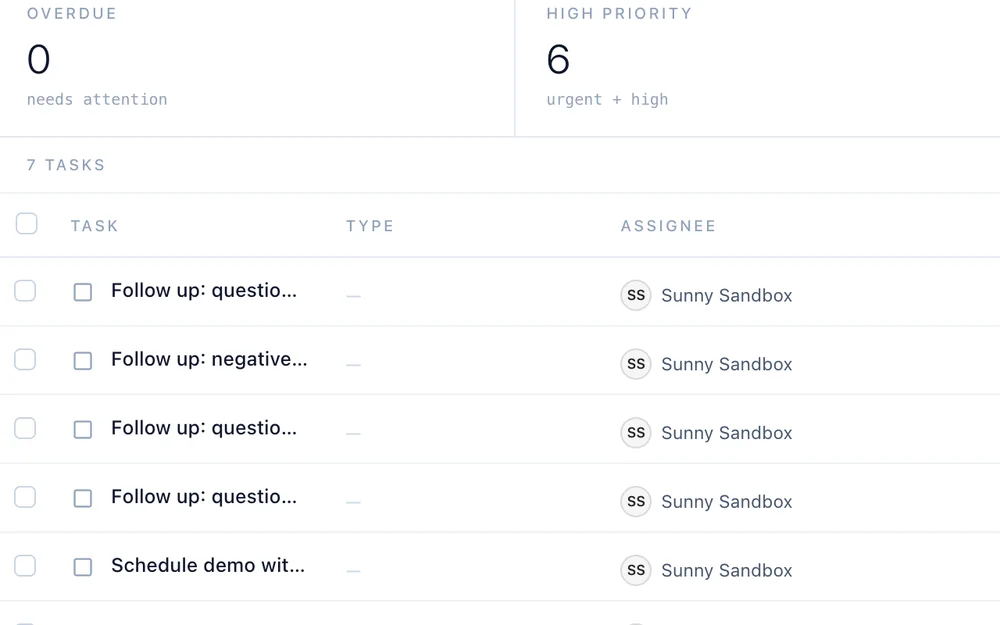 OVERDUE
HIGH PRIORITY
0
6
needs attention
urgent + high
7 TASKS
TASK TYPE ASSIGNEE
Follow up: questio... — SS Sunny Sandbox
Follow up: negative... — SS Sunny Sandbox
Follow up: questio... — SS Sunny Sandbox
Follow up: questio... — SS Sunny Sandbox
Schedule demo wit... — SS Sunny Sandbox